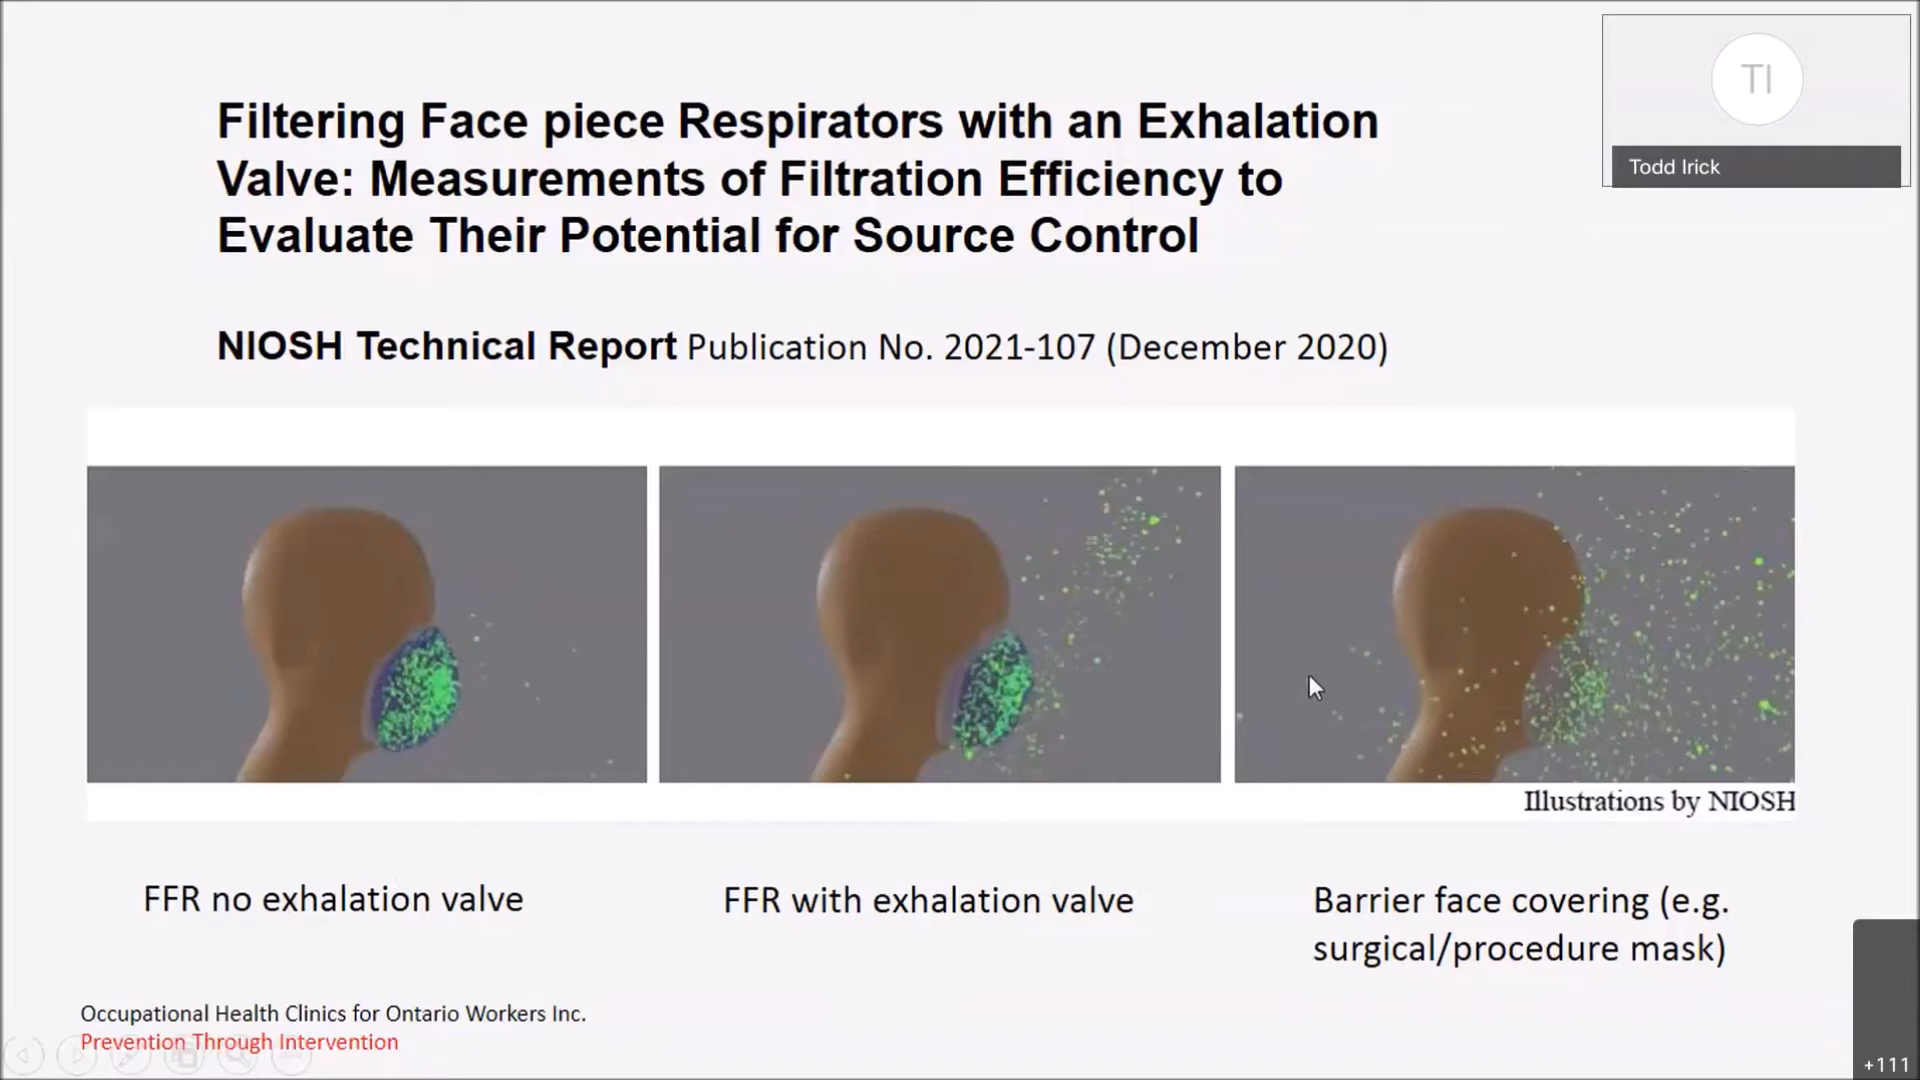 TI
Todd Irick
Filtering Face piece Respirators with an Exhalation
Valve: Measurements of Filtration Efficiency to
Evaluate Their Potential for Source Control
NIOSH Technical Report Publication No. 2021-107 (December 2020)
Illustrations by NIOSH
FFR no exhalation valve
FFR with exhalation valve
Barrier face covering (e.g.
surgical/procedure mask)
Occupational Health Clinics for Ontario Workers Inc.
Prevention Through Intervention
+111